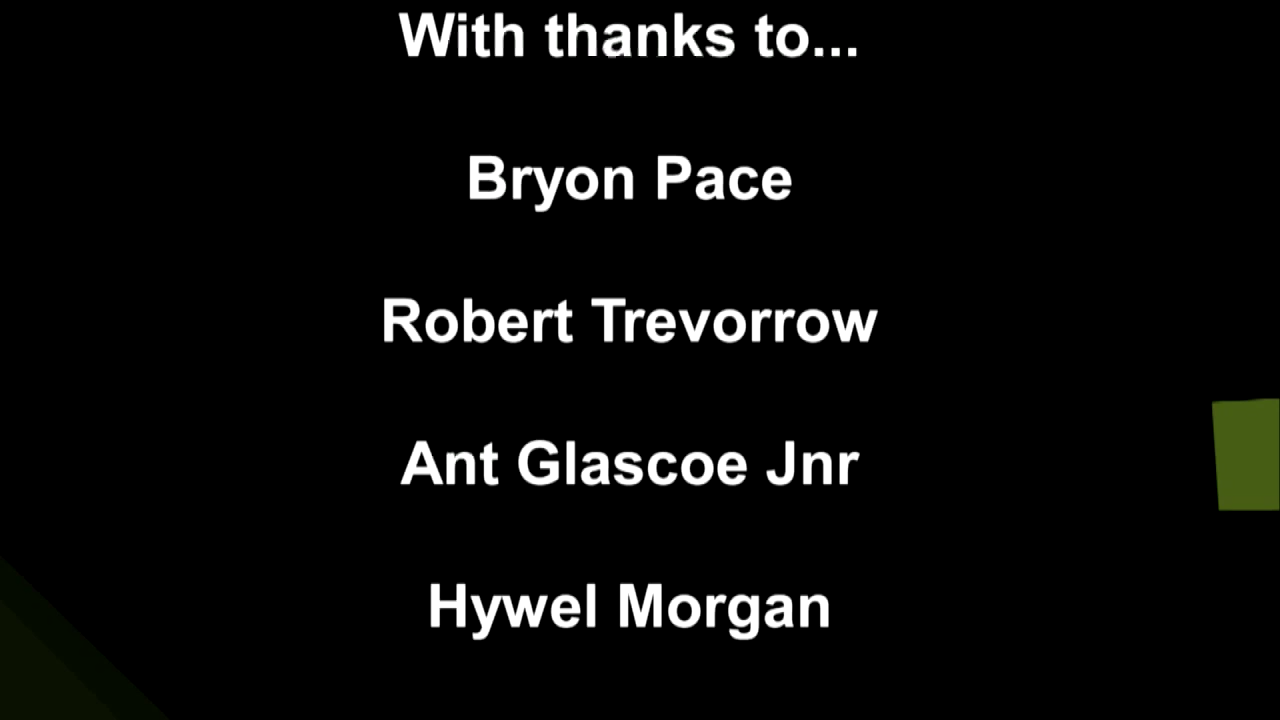 With thanks to...
Bryon Pace
Robert Trevorrow
Ant Glascoe Jnr
Hywel Morgan